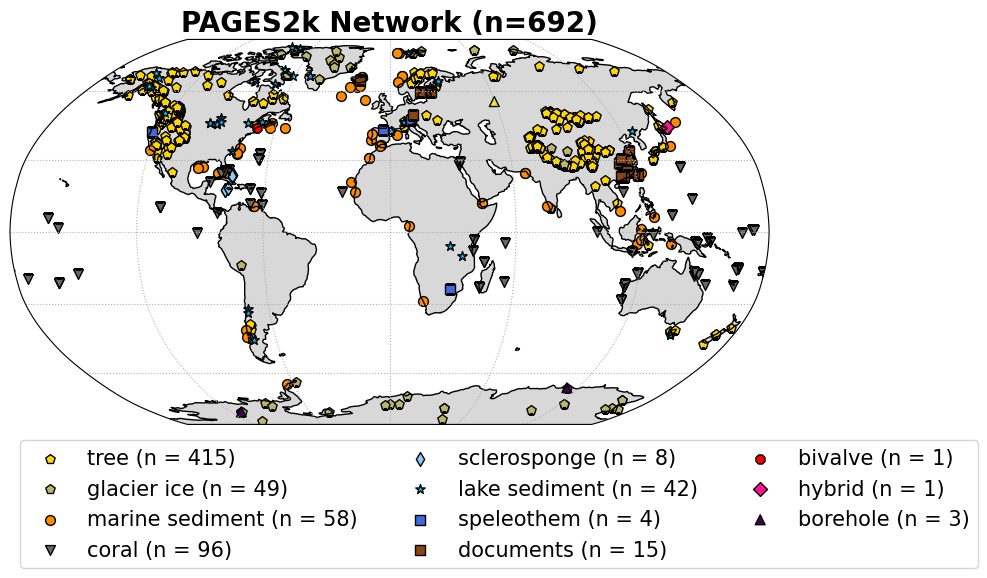 PAGES2k Network (n=692)
tree (n = 415)
glacier ice (n = 49)
marine sediment (n = 58)
coral (n = 96)
sclerosponge (n = 8)
lake sediment (n = 42)
speleothem (n = 4)
documents (n = 15)
bivalve (n = 1)
hybrid (n = 1)
borehole (n = 3)